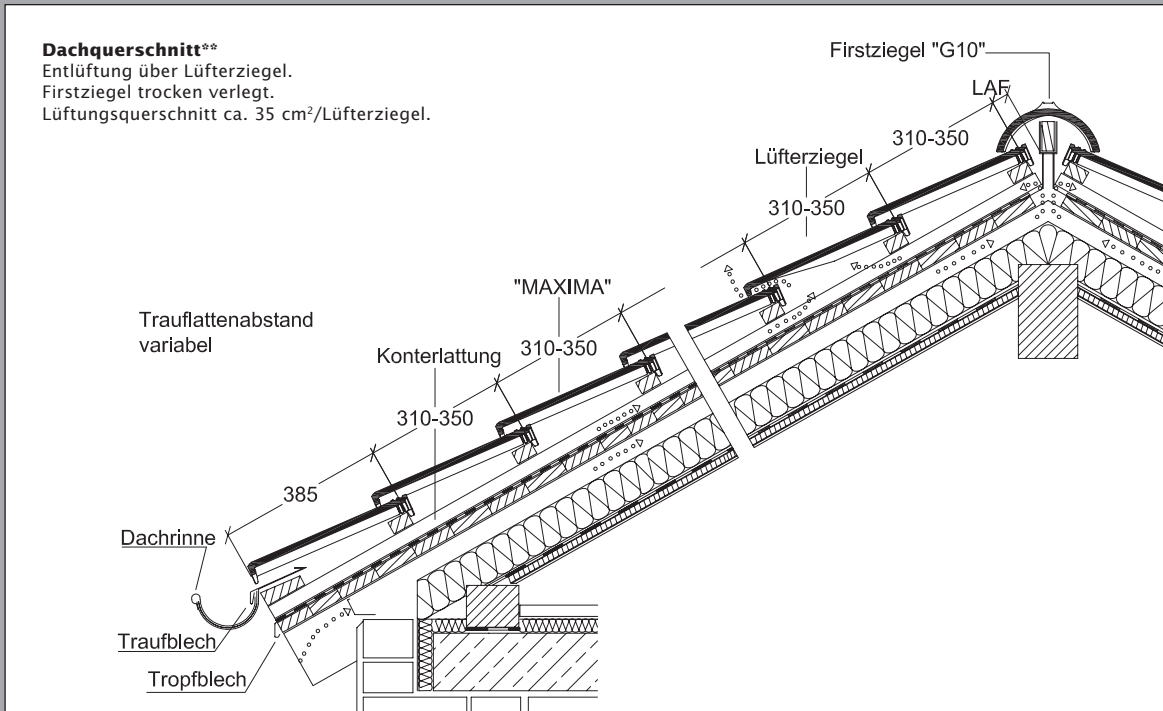 Dachquerschnitt**
Entlüftung über Lüfterziegel.
Firstziegel trocken verlegt.
Lüftungsquerschnitt ca. 35 cm²/Lüfterziegel.
Firstziegel "G10"
LAF
310-350
Lüfterziegel
310-350
"MAXIMA"
310-350
Trauflattenabstand
variabel
Konterlattung
310-350
385
Dachrinne
Traufblech
Tropfblech